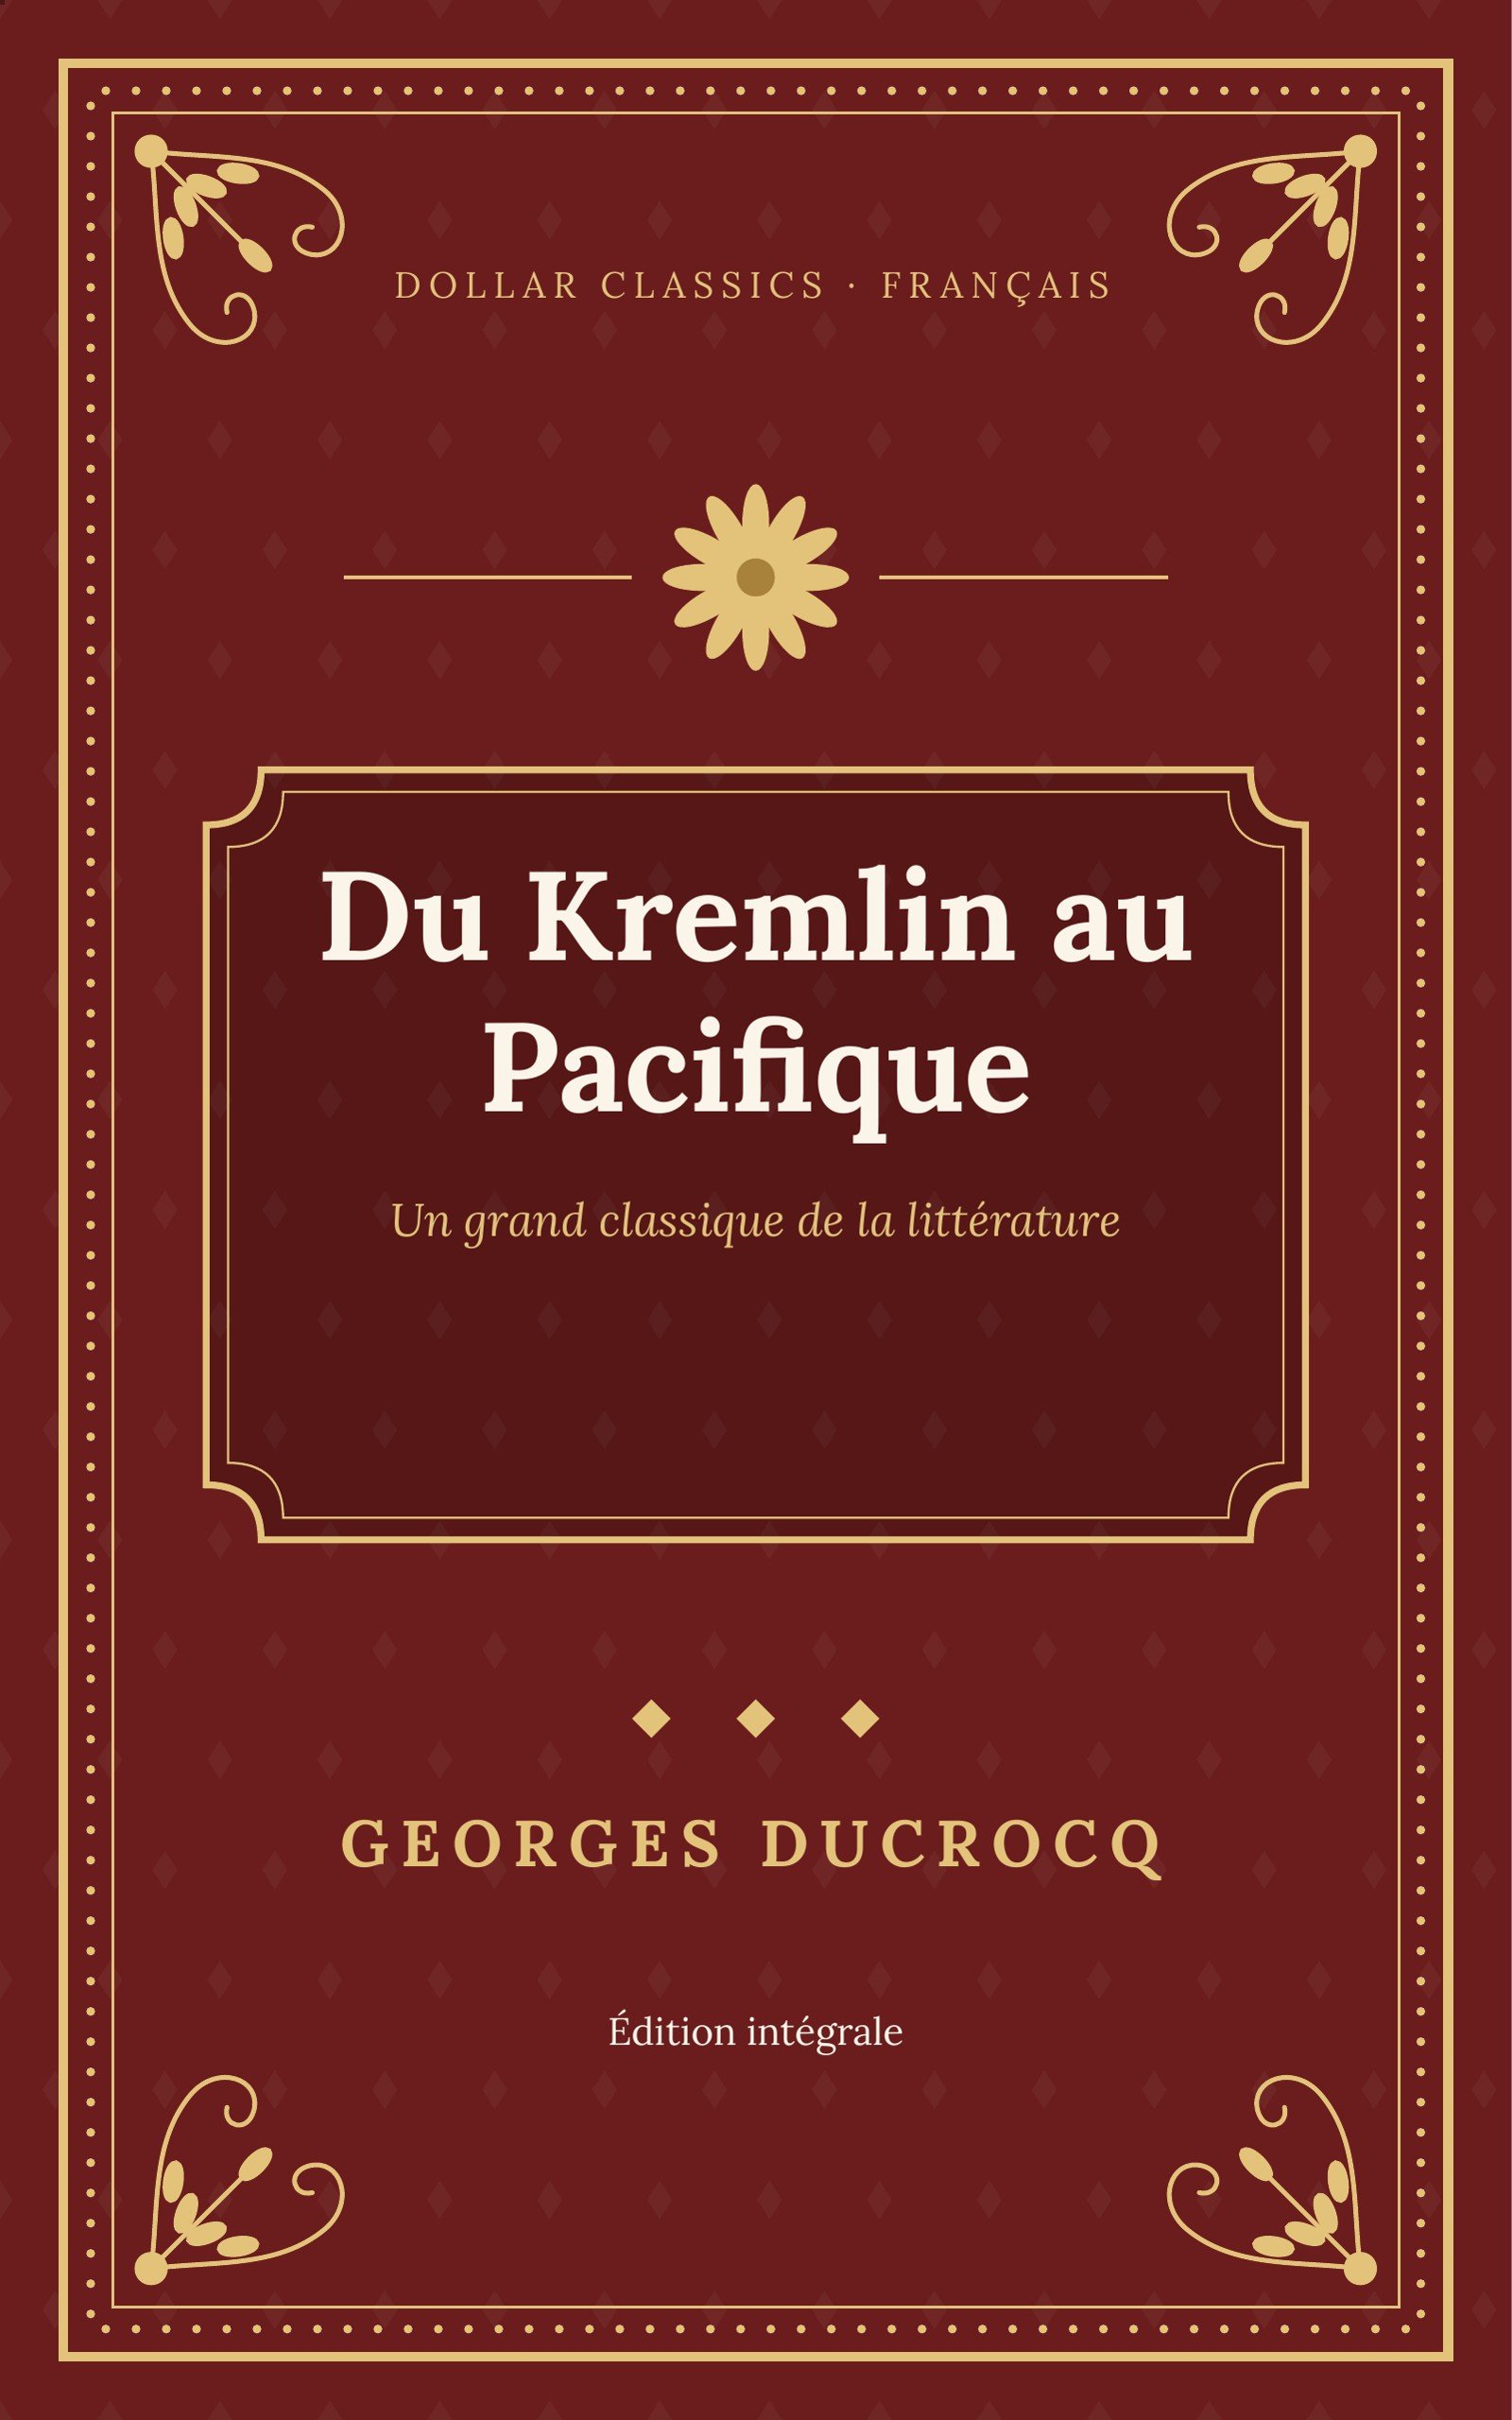 DOLLAR CLASSICS · FRANÇAIS
Du Kremlin au
Pacifique
Un grand classique de la littérature
GEORGES DUCROCQ
Édition intégrale